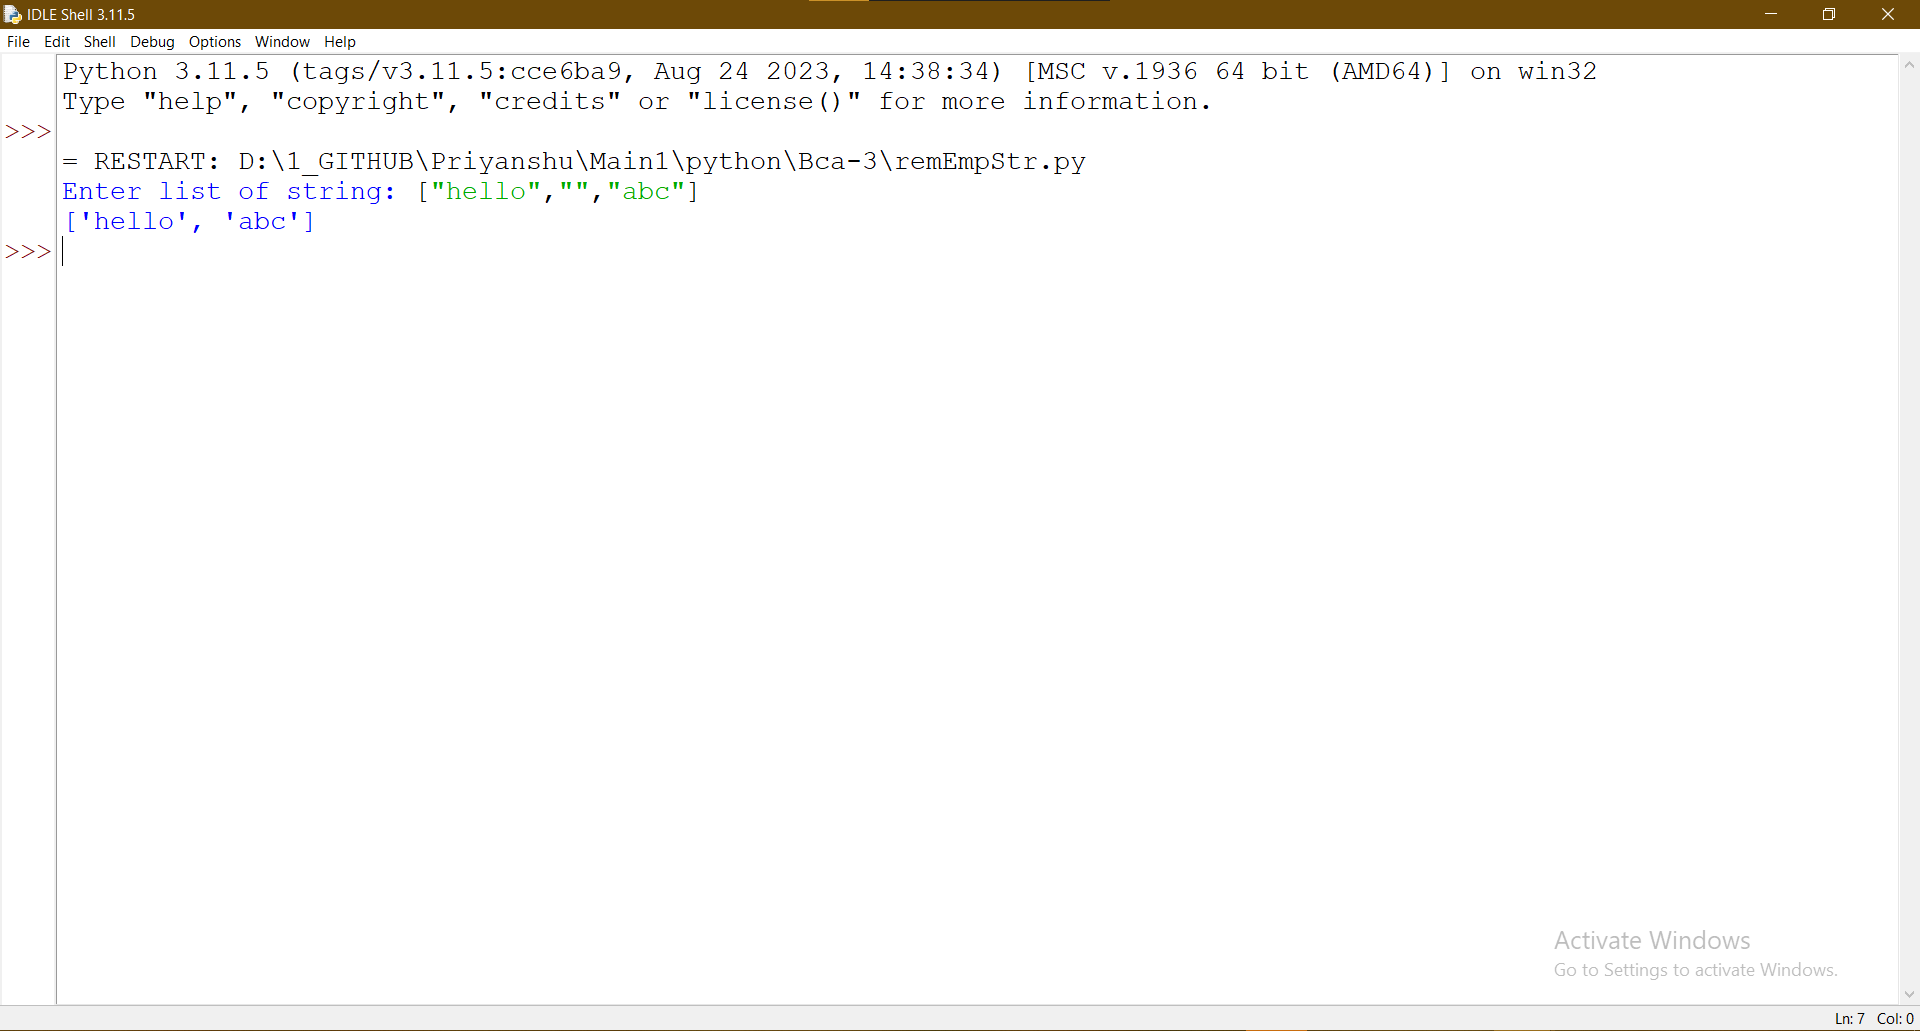 IDLE Shell 3.11.5
File Edit Shell Debug Options Window Help
Python 3.11.5 (tags/v3.11.5:cce6ba9, Aug 24 2023, 14:38:34) [MSC v.1936 64 bit (AMD64)] on win32
Type "help", "copyright", "credits" or "license()" for more information.
>>>
= RESTART: D:\1_GITHUB\Priyanshu\Main1\python\Bca-3\remEmpStr.py
Enter list of string: ["hello","","abc"]
['hello', 'abc']
>>>
Activate Windows
Go to Settings to activate Windows.
Ln: 7 Col: 0